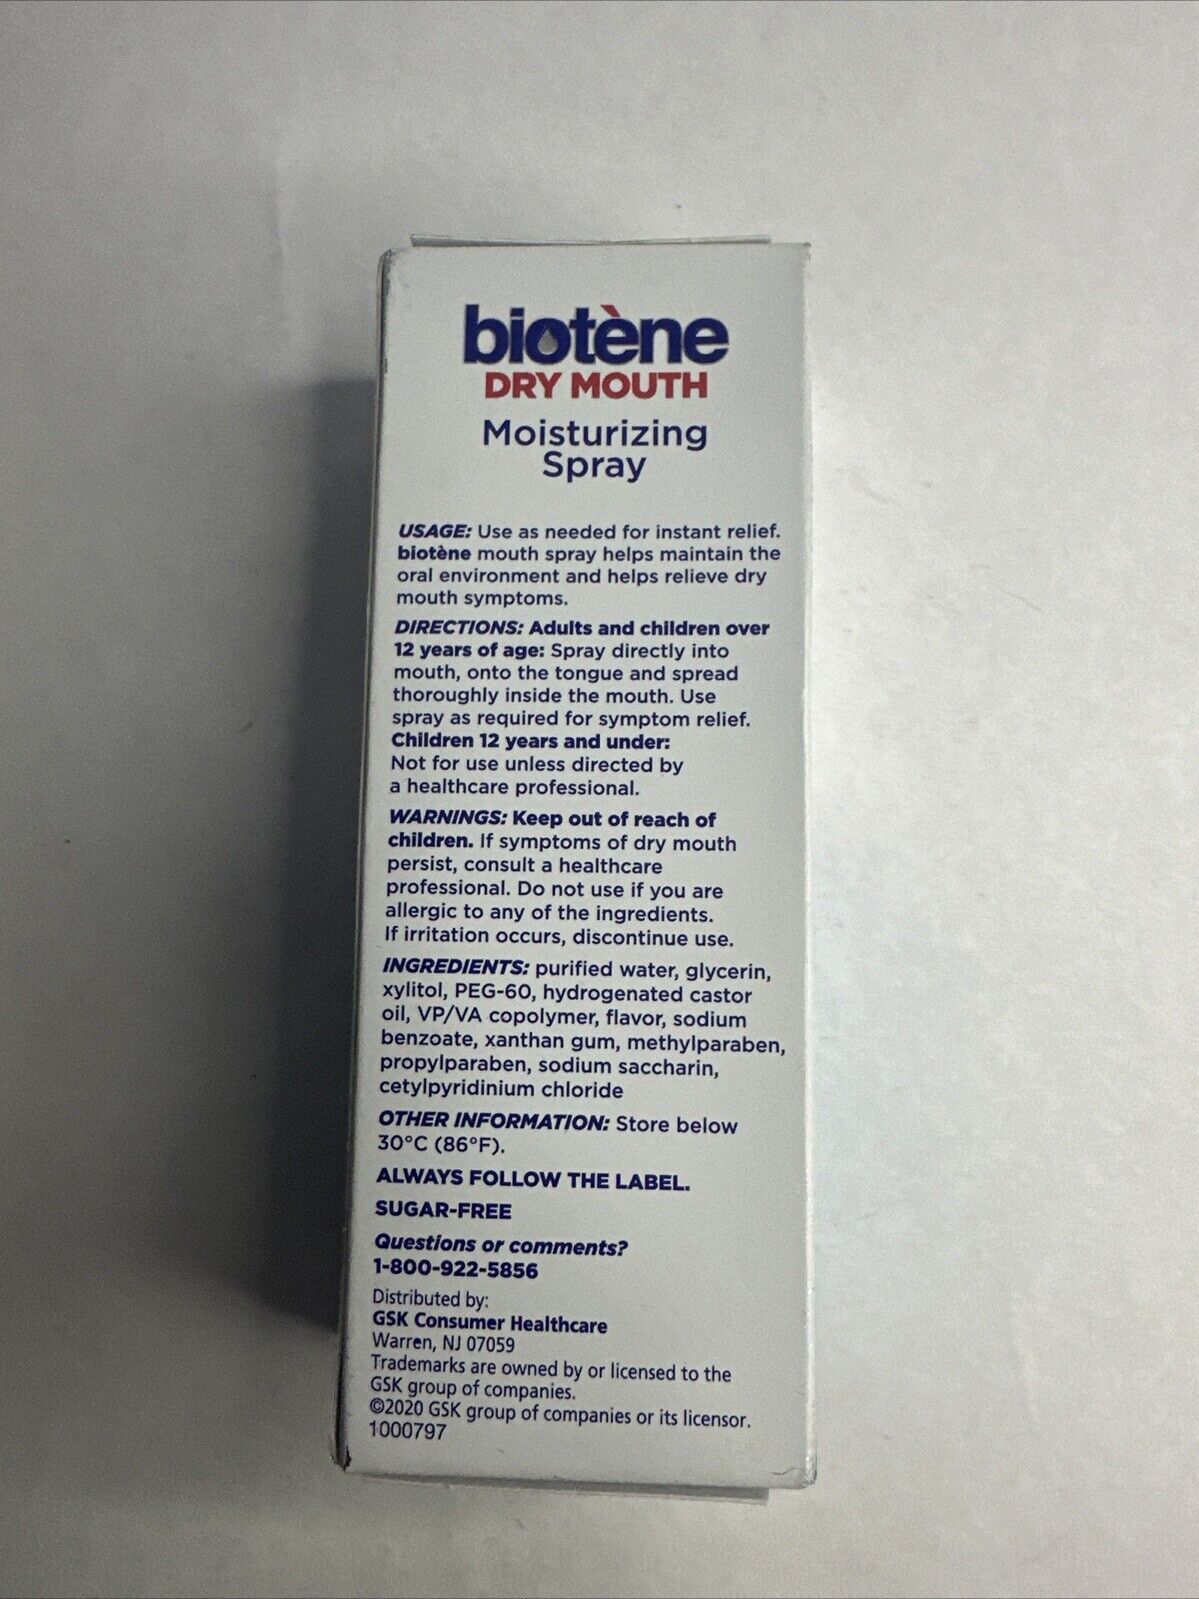 biotène
DRY MOUTH
Moisturizing
Spray
USAGE: Use as needed for instant relief.
biotène mouth spray helps maintain the
oral environment and helps relieve dry
mouth symptoms.
DIRECTIONS: Adults and children over
12 years of age: Spray directly into
mouth, onto the tongue and spread
thoroughly inside the mouth. Use
spray as required for symptom relief.
Children 12 years and under:
Not for use unless directed by
a healthcare professional.
WARNINGS: Keep out of reach of
children. If symptoms of dry mouth
persist, consult a healthcare
professional. Do not use if you are
allergic to any of the ingredients.
If irritation occurs, discontinue use.
INGREDIENTS: purified water, glycerin,
xylitol, PEG-60, hydrogenated castor
oil, VP/VA copolymer, flavor, sodium
benzoate, xanthan gum, methylparaben,
propylparaben, sodium saccharin,
cetylpyridinium chloride
OTHER INFORMATION: Store below
30°C (86°F).
ALWAYS FOLLOW THE LABEL.
SUGAR-FREE
Questions or comments?
1-800-922-5856
Distributed by:
GSK Consumer Healthcare
Warren, NJ 07059
Trademarks are owned by or licensed to the
GSK group of companies.
©2020 GSK group of companies or its licensor.
1000797